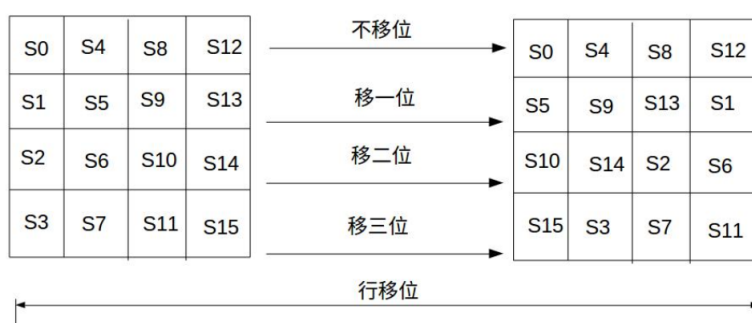 S0 S4 S8 S12 不移位 S0 S4 S8 S12
S1 S5 S9 S13 移一位 S5 S9 S13 S1
S2 S6 S10 S14 移二位 S10 S14 S2 S6
S3 S7 S11 S15 移三位 S15 S3 S7 S11
行移位